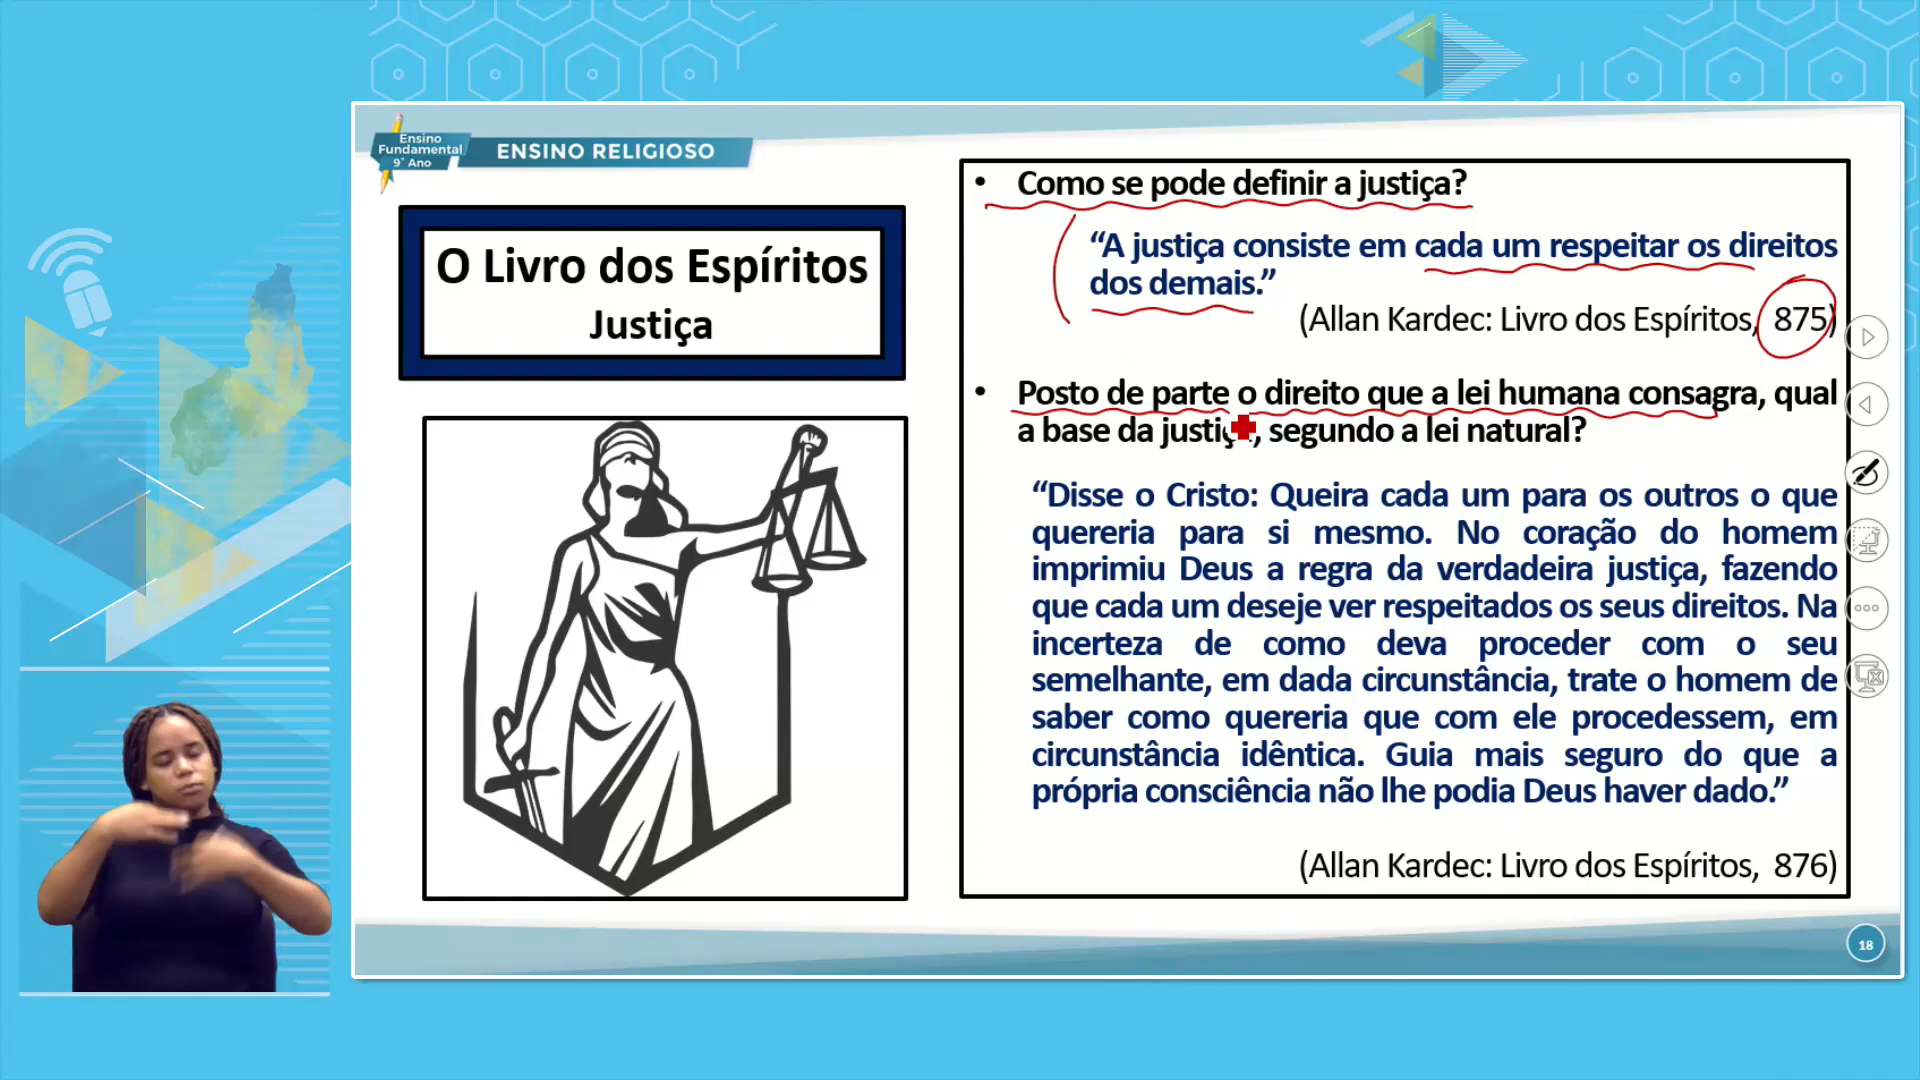 Ensino
Fundamental
9° Ano
ENSINO RELIGIOSO
O Livro dos Espíritos
Justiça
• Como se pode definir a justiça?
“A justiça consiste em cada um respeitar os direitos
dos demais.”
(Allan Kardec: Livro dos Espíritos, 875)
• Posto de parte o direito que a lei humana consagra, qual
a base da justiça, segundo a lei natural?
“Disse o Cristo: Queira cada um para os outros o que
quereria para si mesmo. No coração do homem
imprimiu Deus a regra da verdadeira justiça, fazendo
que cada um deseje ver respeitados os seus direitos. Na
incerteza de como deva proceder com o seu
semelhante, em dada circunstância, trate o homem de
saber como quereria que com ele procedessem, em
circunstância idêntica. Guia mais seguro do que a
própria consciência não lhe podia Deus haver dado.”
(Allan Kardec: Livro dos Espíritos, 876)
18